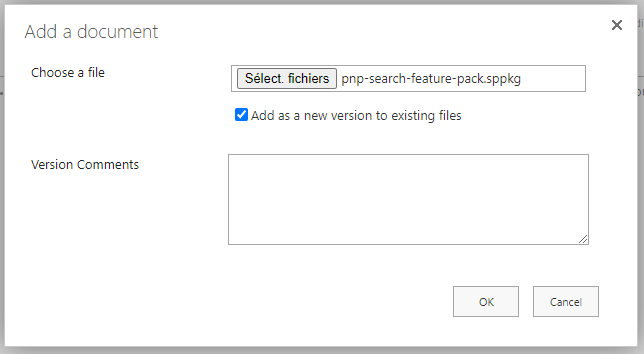 Add a document
Choose a file
Sélect. fichiers pnp-search-feature-pack.sppkg
Add as a new version to existing files
Version Comments
OK
Cancel